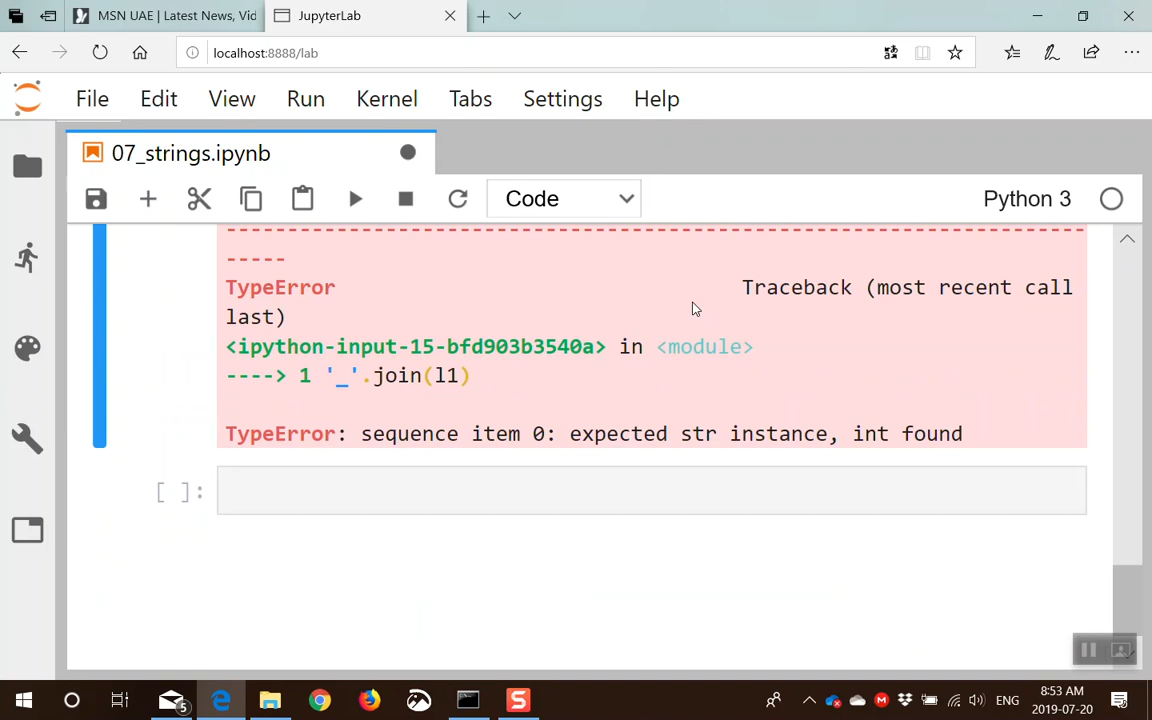 MSN UAE | Latest News, Vid
JupyterLab
localhost:8888/lab
File Edit View Run Kernel Tabs Settings Help
07_strings.ipynb
Code
Python 3
--------------------------------------------------------------------
-----
TypeError Traceback (most recent call
last)
<ipython-input-15-bfd903b3540a> in <module>
----> 1 '_'.join(l1)
TypeError: sequence item 0: expected str instance, int found
[ ]:
5
ENG
8:53 AM
2019-07-20